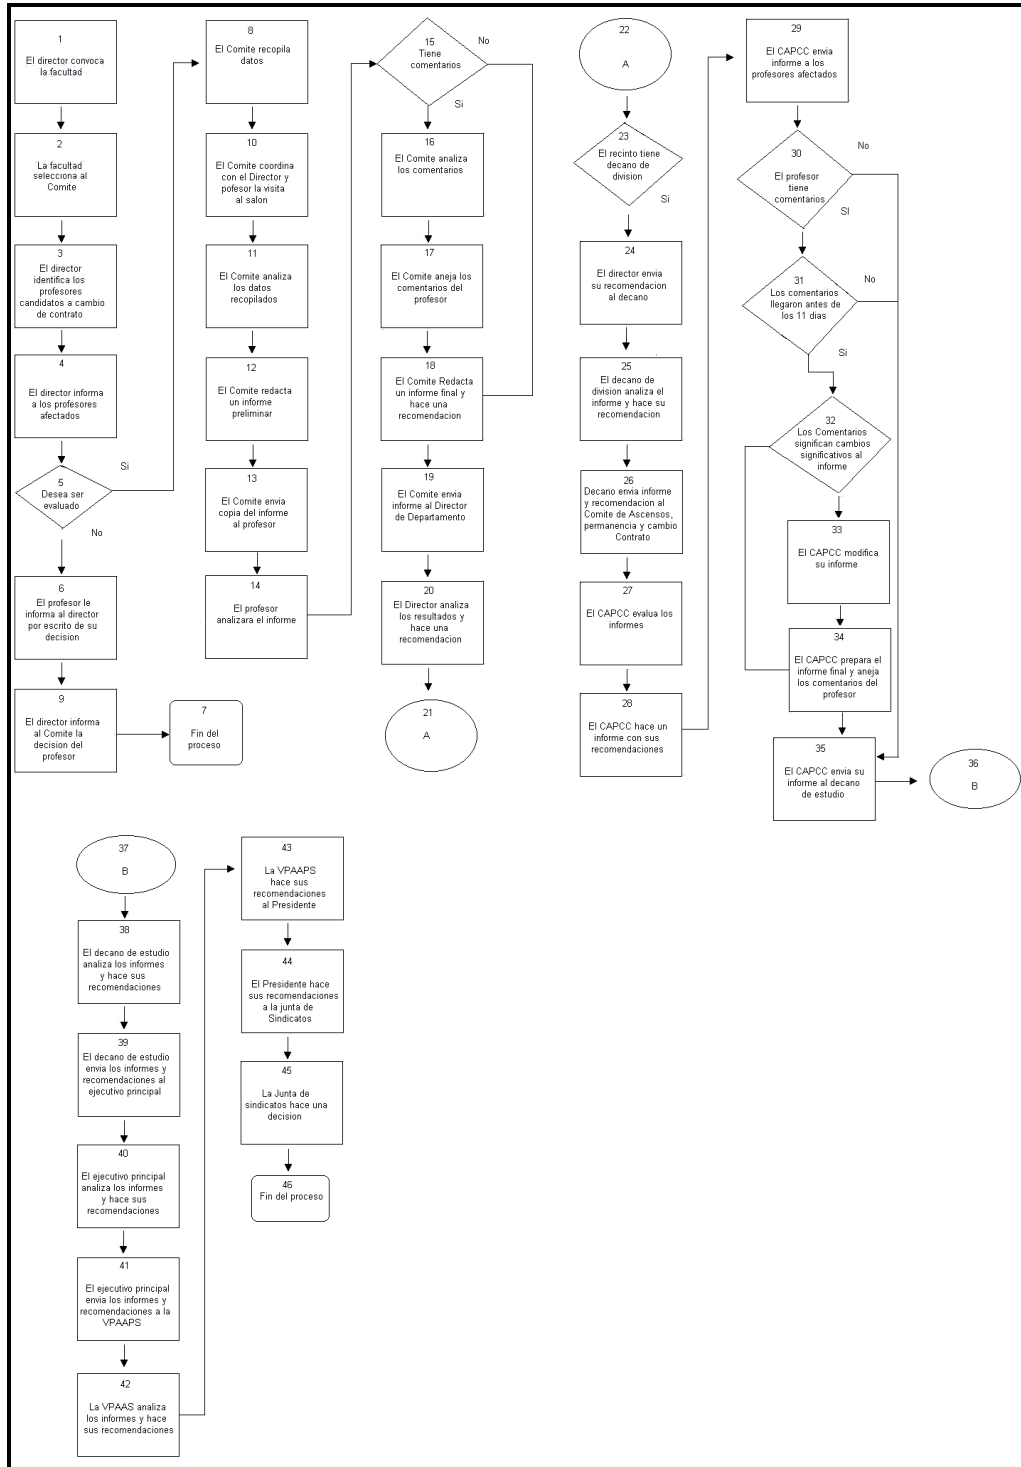 1
El director convoca
la facultad
2
La facultad
selecciona al
Comite
3
El director
identifica los
profesores
candidatos a cambio
de contrato
4
El director informa
a los profesores
afectados
Si
5
Desea ser
evaluado
No
6
El profesor le
informa al director
por escrito de su
decision
9
El director informa
al Comite la
decision del
profesor
7
Fin del
proceso
8
El Comite recopila
datos
10
El Comite coordina
con el Director y
pofesor la visita
al salon
11
El Comite analiza
los datos
recopilados
12
El Comite redacta
un informe
preliminar
13
El Comite envia
copia del informe
al profesor
14
El profesor
analizara el informe
15
Tiene
comentarios
No
Si
16
El Comite analiza
los comentarios
17
El Comite aneja los
comentarios del
profesor
18
El Comite Redacta
un informe final y
hace una
recomendacion
19
El Comite envia
informe al Director
de Departamento
20
El Director analiza
los resultados y
hace una
recomendacion
21
A
22
A
23
El recinto tiene
decano de
division
Si
24
El director envia
su recomendacion
al decano
25
El decano de
division analiza el
informe y hace su
recomendacion
26
Decano envia informe
y recomendacion al
Comite de Ascensos,
permanencia y cambio
Contrato
27
El CAPCC evalua los
informes
28
El CAPCC hace un
informe con sus
recomendaciones
29
El CAPCC envia
informe a los
profesores afectados
No
30
El profesor
tiene
comentarios
SI
31
Los comentarios
llegaron antes de
los 11 dias
No
Si
32
Los Comentarios
significan cambios
significativos al
informe
33
El CAPCC modifica
su informe
34
El CAPCC prepara el
informe final y aneja
los comentarios del
profesor
35
El CAPCC envia su
informe al decano
de estudio
36
B
37
B
38
El decano de estudio
analiza los informes
y hace sus
recomendaciones
39
El decano de estudio
envia los informes y
recomendaciones al
ejecutivo principal
40
El ejecutivo principal
analiza los informes
y hace sus
recomendaciones
41
El ejecutivo principal
envia los informes y
recomendaciones a la
VPAAPS
42
La VPAAS analiza
los informes y hace
sus recomendaciones
43
La VPAAPS
hace sus
recomendaciones
al Presidente
44
El Presidente hace
sus recomendaciones
a la junta de
Sindicatos
45
La Junta de
sindicatos hace una
decision
46
Fin del proceso